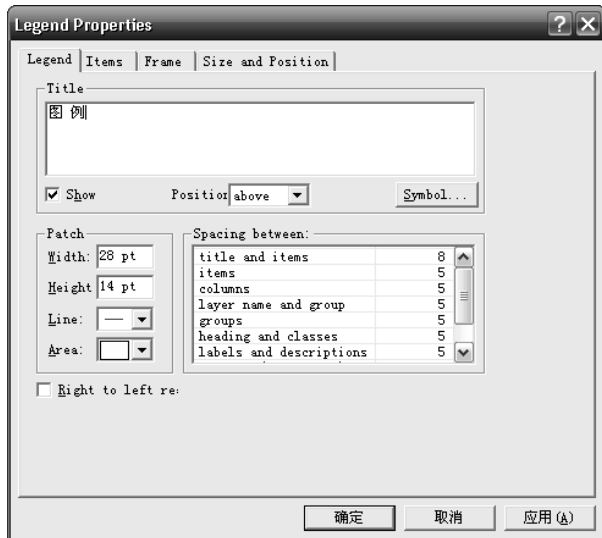 Legend Properties
Legend Items Frame Size and Position
Title
图 例
Show Position above Symbol...
Patch
Width: 28 pt
Height 14 pt
Line:
Area:
Spacing between:
title and items 8
items 5
columns 5
layer name and group 5
groups 5
heading and classes 5
labels and descriptions 5
Right to left re:
确定 取消 应用(A)